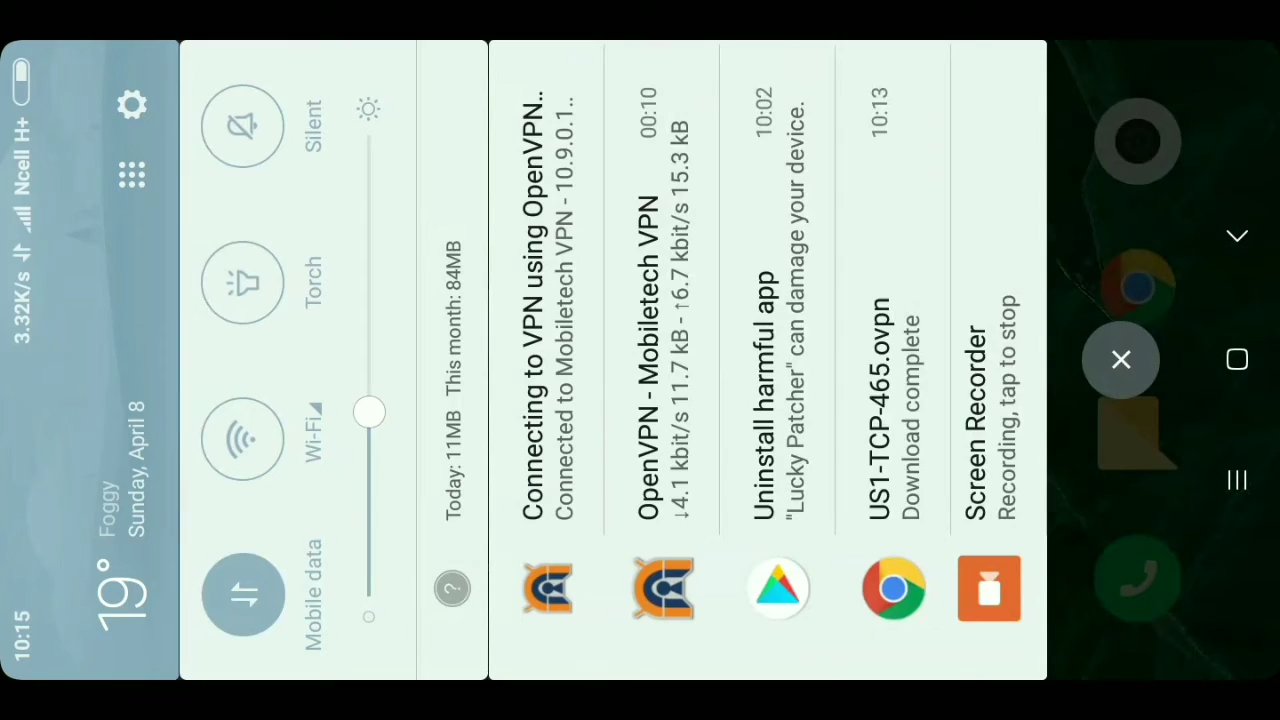 10:15
3.32K/s Ncell H+
19°
Foggy
Sunday, April 8
Mobile data
Wi-Fi
Torch
Silent
Today: 11MB This month: 84MB
Connecting to VPN using OpenVPN..
Connected to Mobiletech VPN - 10.9.0.1..
OpenVPN - Mobiletech VPN 00:10
↓4.1 kbit/s 11.7 kB - ↑6.7 kbit/s 15.3 kB
Uninstall harmful app 10:02
"Lucky Patcher" can damage your device.
US1-TCP-465.ovpn 10:13
Download complete
Screen Recorder
Recording, tap to stop